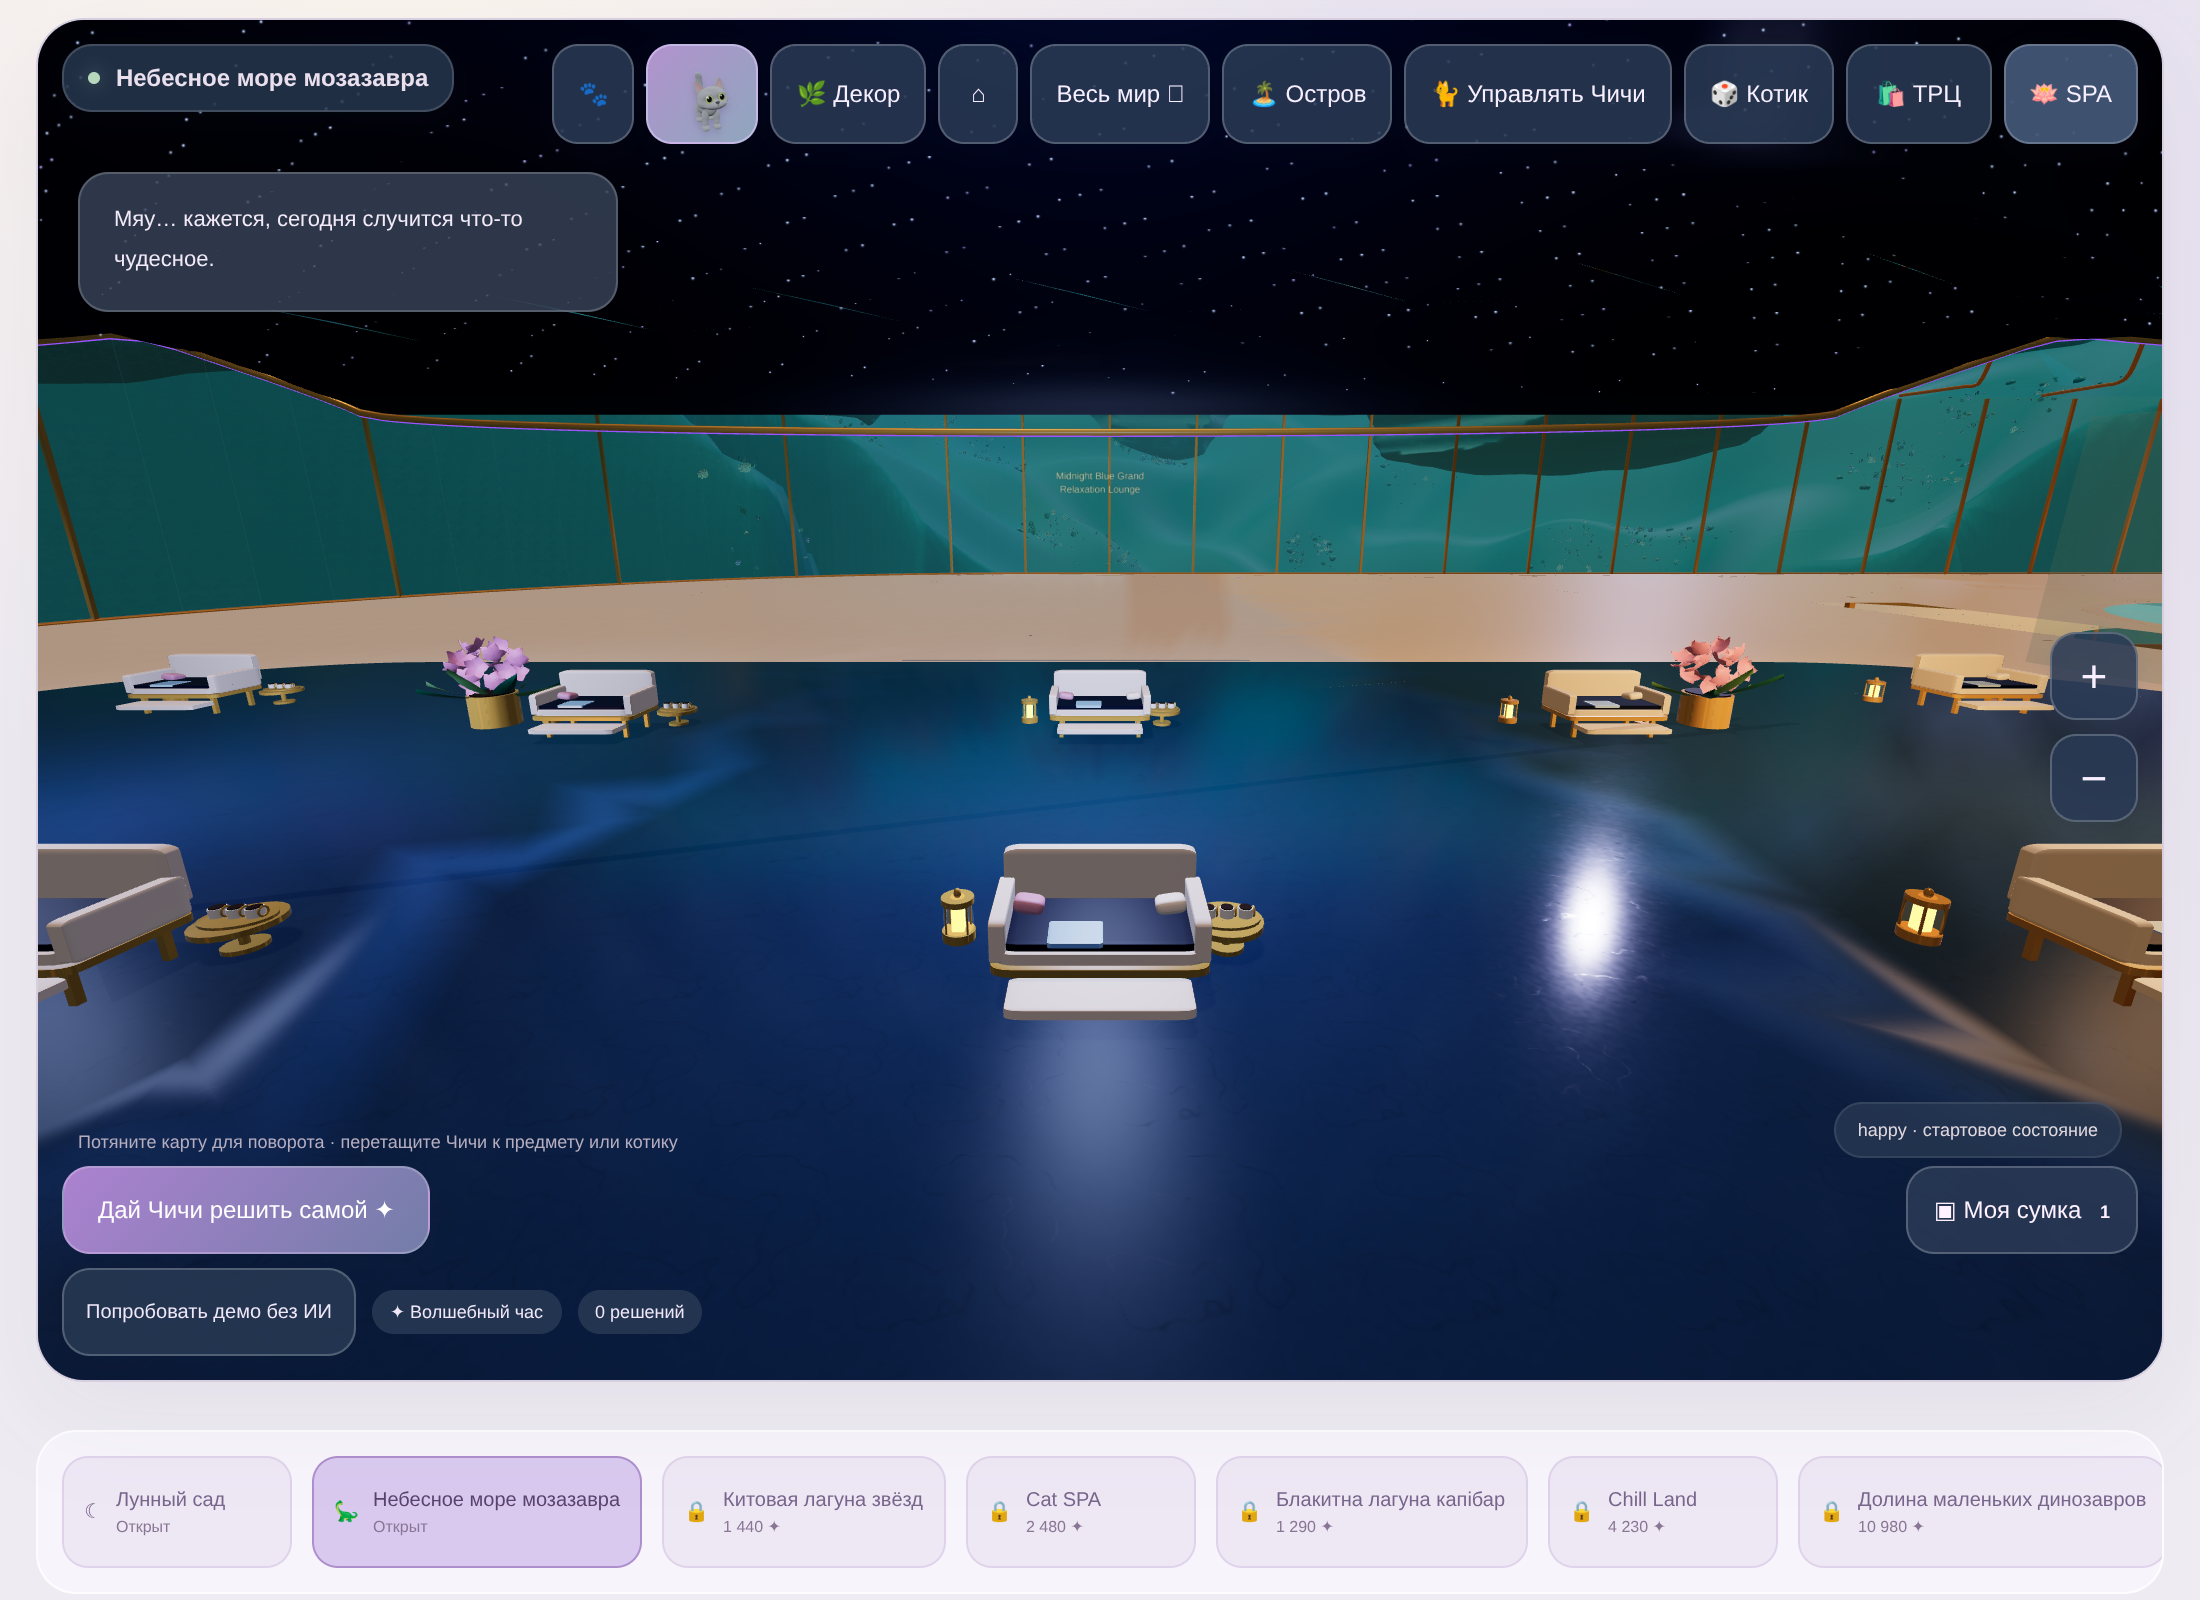 Небесное море мозазавра
Декор
Весь мир
Остров
Управлять Чичи
Котик
ТРЦ
SPA
Мяу… кажется, сегодня случится что-то
чудесное.
Midnight Blue Grand
Relaxation Lounge
+
−
Потяните карту для поворота · перетащите Чичи к предмету или котику
happy · стартовое состояние
Дай Чичи решить самой ✦
Моя сумка 1
Попробовать демо без ИИ
✦ Волшебный час
0 решений
Лунный сад
Открыт
Небесное море мозазавра
Открыт
Китовая лагуна звёзд
1 440 ✦
Cat SPA
2 480 ✦
Блакитна лагуна капібар
1 290 ✦
Chill Land
4 230 ✦
Долина маленьких динозавров
10 980 ✦